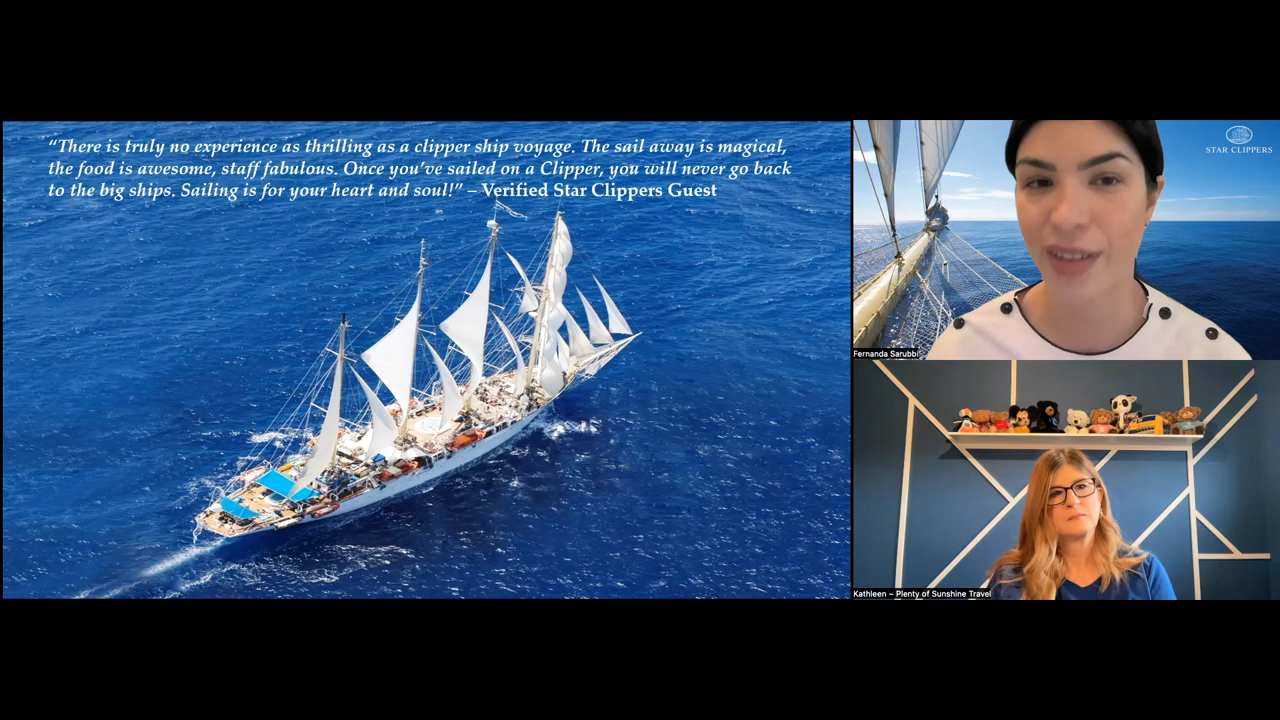 “There is truly no experience as thrilling as a clipper ship voyage. The sail away is magical,
the food is awesome, staff fabulous. Once you’ve sailed on a Clipper, you will never go back
to the big ships. Sailing is for your heart and soul!” – Verified Star Clippers Guest
STAR CLIPPERS
Fernanda Sarubbi
Kathleen ~ Plenty of Sunshine Travel